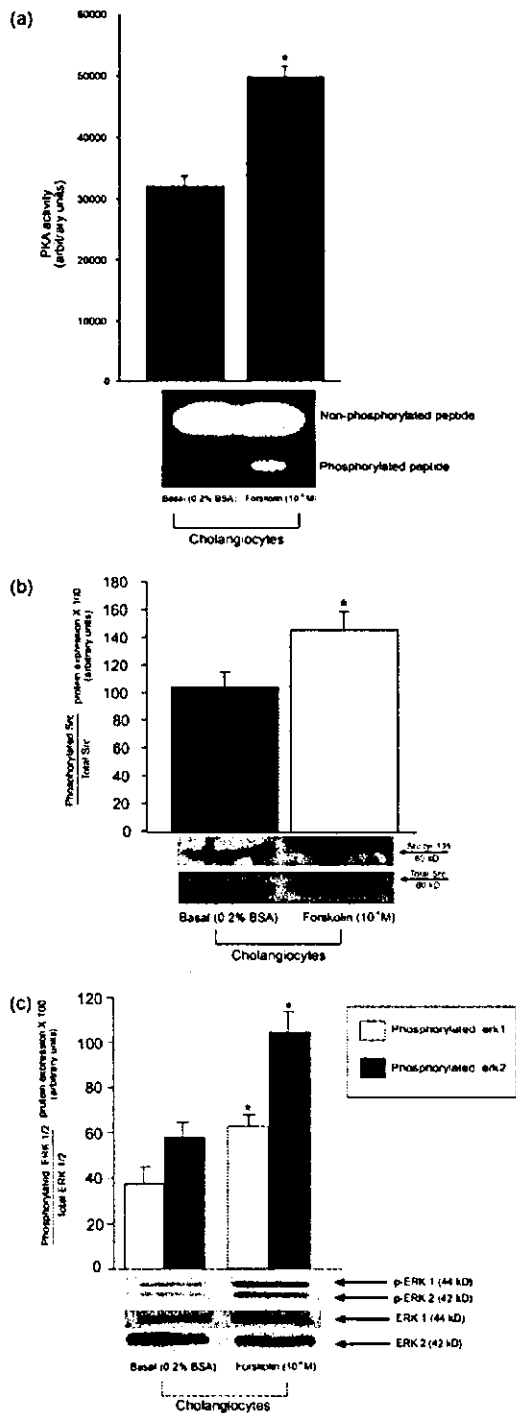 (a)
*
60000
50000
40000
30000
20000
10000
0
PKA activity
(arbitrary units)
Non-phosphorylated peptide
Phosphorylated peptide
Basal (0.2% BSA) Forskolin (10 M)
Cholangiocytes
(b)
*
180
160
140
120
100
80
60
40
20
0
Phosphorylated Src
Total Src
protein expression X 100
(arbitrary units)
Total Src
60 kD
Basal (0 2% BSA) Forskolin (10 M)
Cholangiocytes
(c)
*
*
120
100
80
60
40
20
0
Phosphorylated ERK 1/2
Total ERK 1/2
protein expression X 100
(arbitrary units)
Phosphorylated erk1
Phosphorylated erk2
p-ERK 1 (44 kD)
p-ERK 2 (42 kD)
ERK 1 (44 kD)
ERK 2 (42 kD)
Basal (0 2% BSA) Forskolin (10 M)
Cholangiocytes